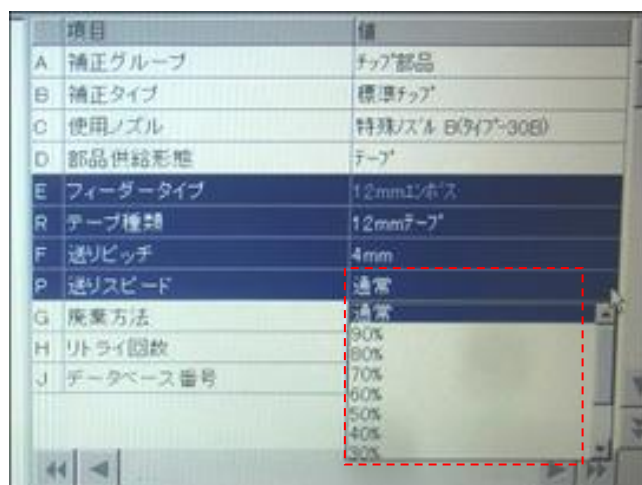 項目 値
A 補正グループ チップ部品
B 補正タイプ 標準チップ
C 使用ノズル 特殊ノズル B(タイプ-30B)
D 部品供給形態 テープ
E フィーダータイプ 12mmエンボス
R テープ種類 12mmテープ
F 送りピッチ 4mm
P 送りスピード 通常
G 廃棄方法 通常
90%
H リトライ回数 80%
70%
J データベース番号 60%
50%
40%
30%